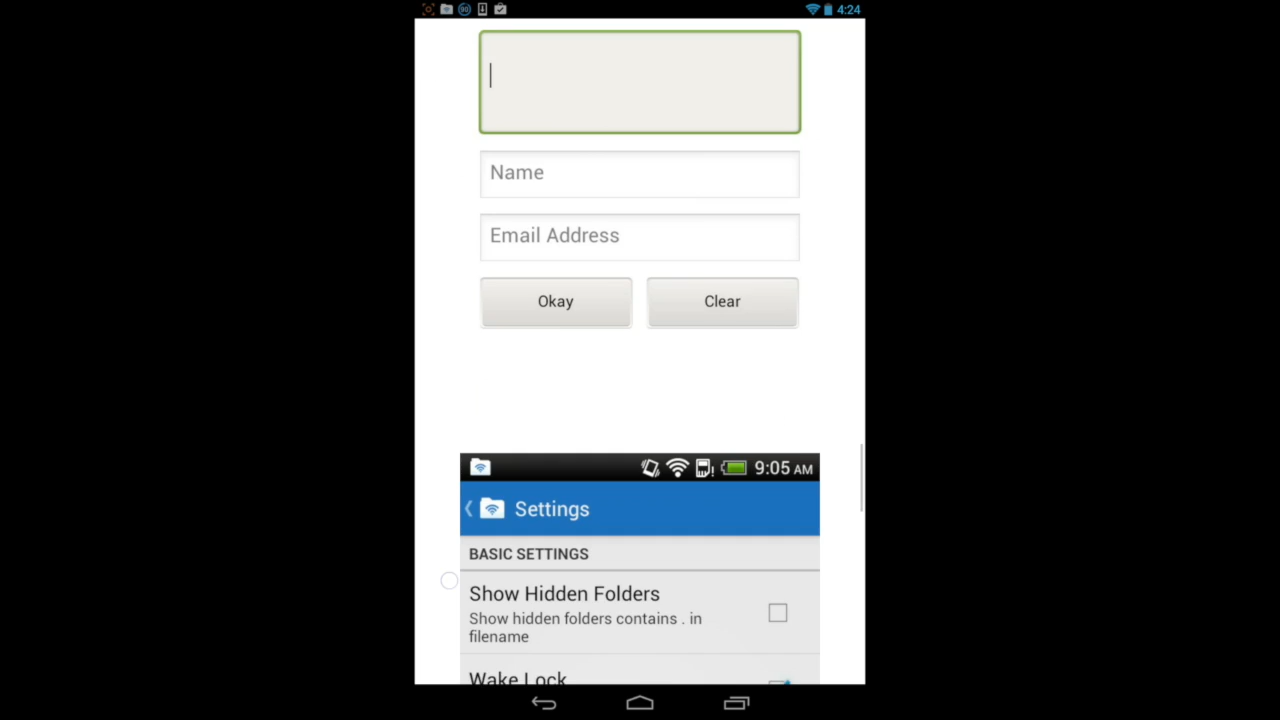 4:24
Name
Email Address
Okay
Clear
9:05 AM
Settings
BASIC SETTINGS
Show Hidden Folders
Show hidden folders contains . in
filename
Wake Lock